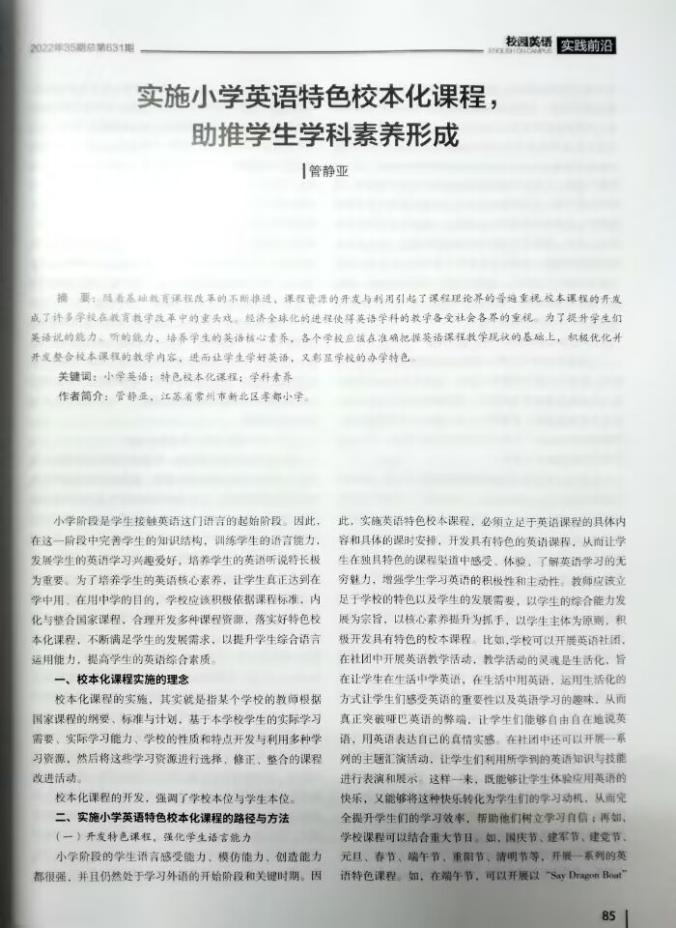 2022年35期总第631期
校园英语
ENGLISH ON CAMPUS
实践前沿
实施小学英语特色校本化课程，
助推学生学科素养形成
管静亚
摘 要：随着基础教育课程改革的不断推进，课程资源的开发与利用引起了课程理论界的普遍重视,校本课程的开发
成了许多学校在教育教学改革中的重头戏。经济全球化的进程使得英语学科的教学备受社会各界的重视。为了提升学生们
英语说的能力、听的能力，培养学生的英语核心素养，各个学校应该在准确把握英语课程教学现状的基础上，积极优化并
开发整合校本课程的教学内容，进而让学生学好英语，又彰显学校的办学特色。
关键词：小学英语；特色校本化课程；学科素养
作者简介：管静亚，江苏省常州市新北区孝都小学。
小学阶段是学生接触英语这门语言的起始阶段。因此，
在这一阶段中完善学生的知识结构，训练学生的语言能力，
发展学生的英语学习兴趣爱好，培养学生的英语听说特长极
为重要。为了培养学生的英语核心素养，让学生真正达到在
学中用、在用中学的目的，学校应该积极依据课程标准，内
化与整合国家课程，合理开发多种课程资源，落实好特色校
本化课程，不断满足学生的发展需求，以提升学生综合语言
运用能力，提高学生的英语综合素质。
一、校本化课程实施的理念
校本化课程的实施，其实就是指某个学校的教师根据
国家课程的纲要、标准与计划，基于本学校学生的实际学习
需要、实际学习能力、学校的性质和特点开发与利用多种学
习资源，然后将这些学习资源进行选择、修正、整合的课程
改进活动。
校本化课程的开发，强调了学校本位与学生本位。
二、实施小学英语特色校本化课程的路径与方法
（一）开发特色课程，强化学生语言能力
小学阶段的学生语言感受能力、模仿能力、创造能力
都很强，并且仍然处于学习外语的开始阶段和关键时期。因
此，实施英语特色校本课程，必须立足于英语课程的具体内
容和具体的课时安排，开发具有特色的英语课程，从而让学
生在独具特色的课程渠道中感受、体验、了解英语学习的无
穷魅力，增强学生学习英语的积极性和主动性。教师应该立
足于学校的特色以及学生的发展需要，以学生的综合能力发
展为宗旨，以核心素养提升为抓手，以学生主体为原则，积
极开发具有特色的校本课程。比如,学校可以开展英语社团，
在社团中开展英语教学活动，教学活动的灵魂是生活化，旨
在让学生在生活中学英语，在生活中用英语，运用生活化的
方式让学生们感受英语的重要性以及英语学习的趣味，从而
真正突破哑巴英语的弊端，让学生们能够自由自在地说英
语，用英语表达自己的真情实感。在社团中还可以开展一系
列的主题汇演活动，让学生们利用所学到的英语知识与技能
进行表演和展示。这样一来，既能够让学生体验应用英语的
快乐，又能够将这种快乐转化为学生们的学习动机，从而完
全提升学生们的学习效率，帮助他们树立学习自信；再如，
学校课程可以结合重大节日。如，国庆节、建军节、建党节、
元旦、春节、端午节、重阳节、清明节等，开展一系列的英
语特色课程。如，在端午节，可以开展以“Say Dragon Boat”
85